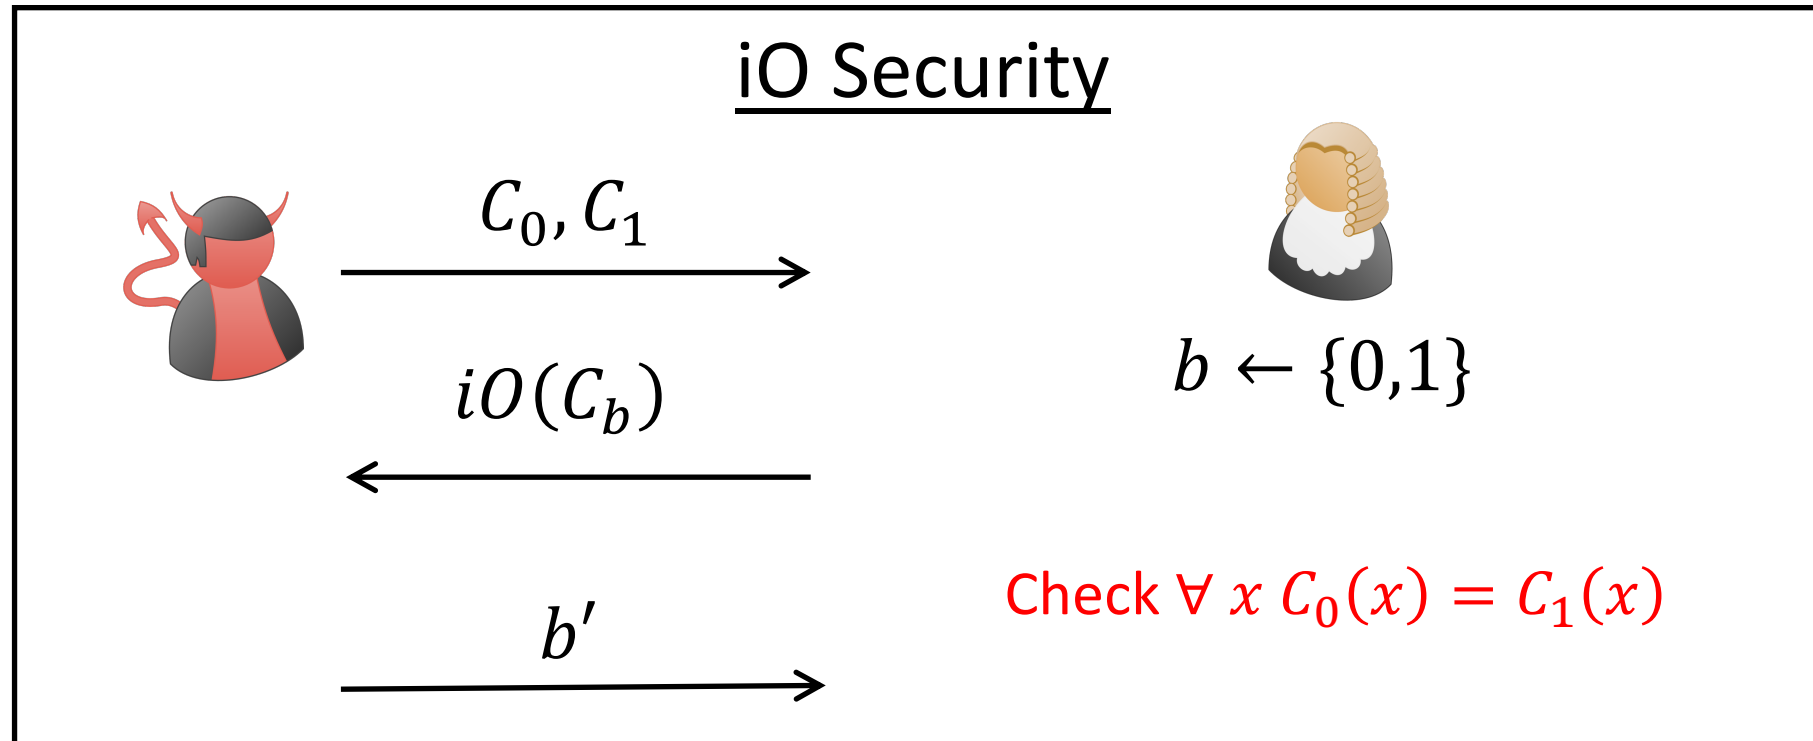 iO Security
C₀, C₁
b ← {0,1}
iO(C_b)
Check ∀ x C₀(x) = C₁(x)
b′